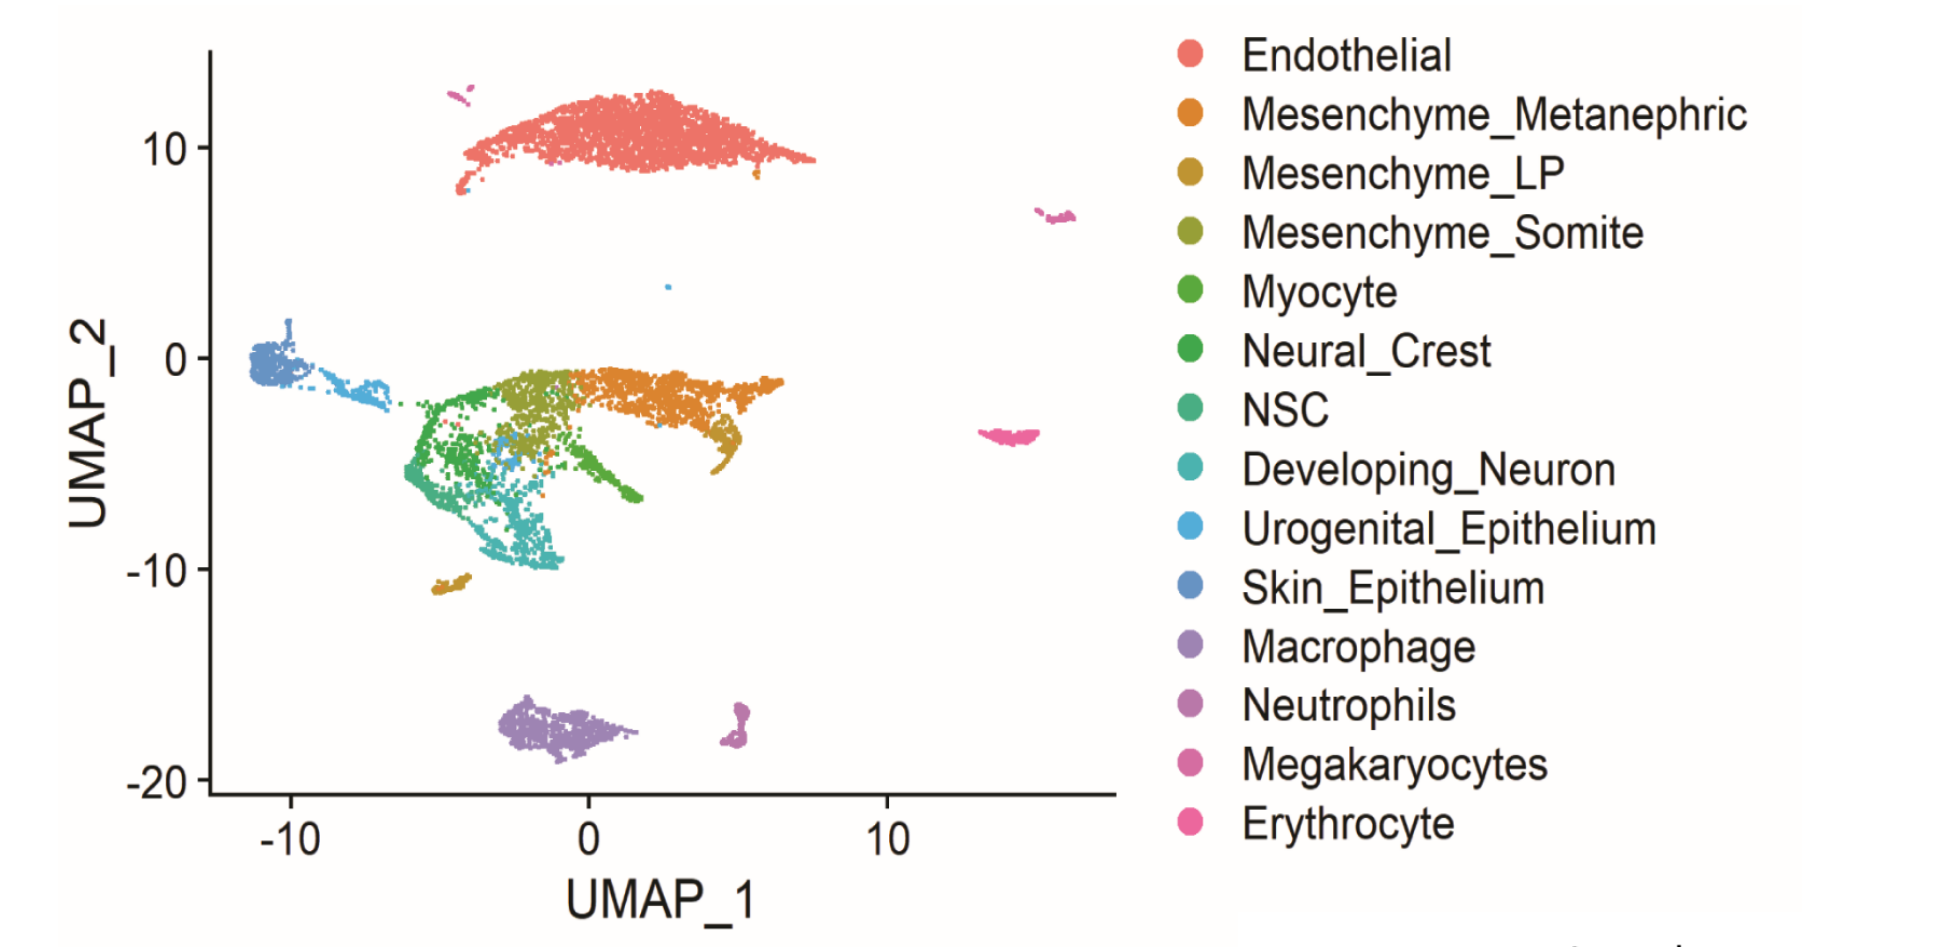 Endothelial
Mesenchyme_Metanephric
Mesenchyme_LP
Mesenchyme_Somite
Myocyte
Neural_Crest
NSC
Developing_Neuron
Urogenital_Epithelium
Skin_Epithelium
Macrophage
Neutrophils
Megakaryocytes
Erythrocyte
UMAP_2
10
0
-10
-20
-10 0 10
UMAP_1